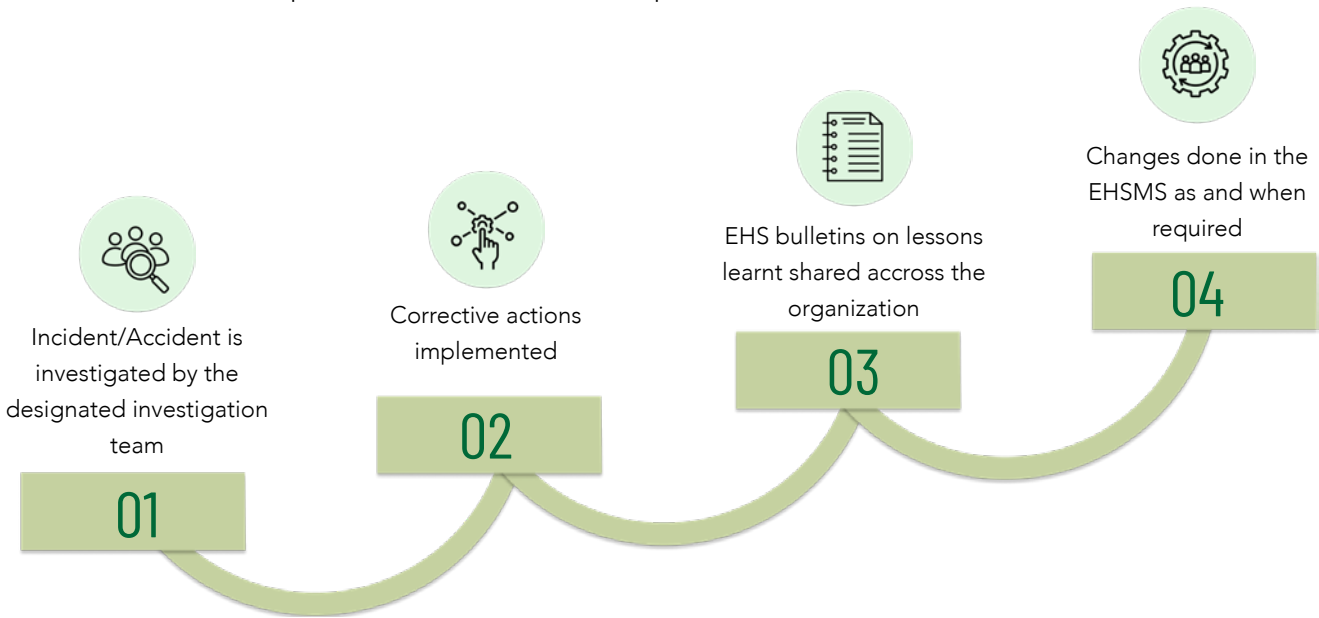 Incident/Accident is
investigated by the
designated investigation
team
01
Corrective actions
implemented
02
EHS bulletins on lessons
learnt shared accross the
organization
03
Changes done in the
EHSMS as and when
required
04